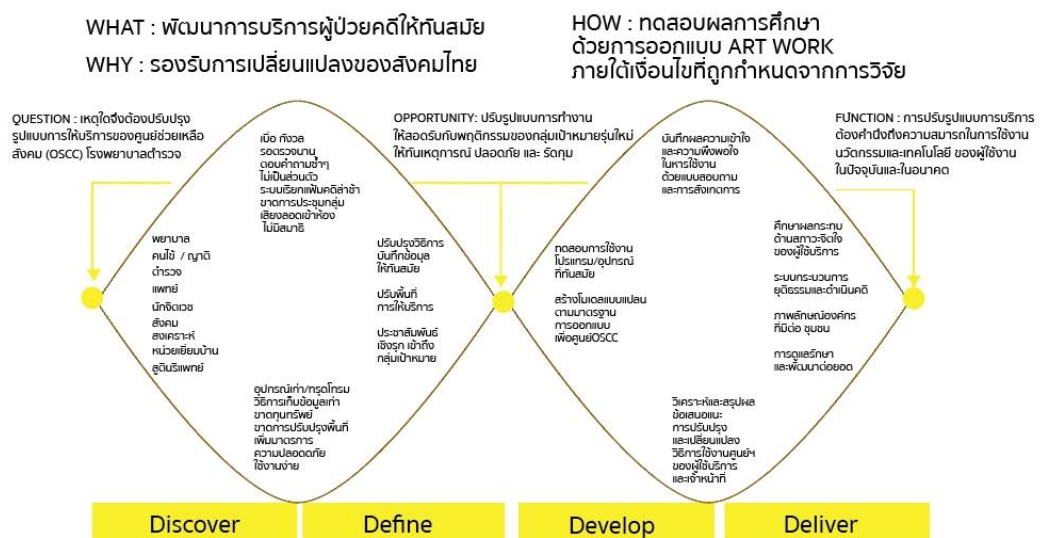 WHAT : พัฒนาการบริการผู้ป่วยคดีให้ทันสมัย
WHY : รองรับการเปลี่ยนแปลงของสังคมไทย
HOW : ทดสอบผลการศึกษา
ด้วยการออกแบบ ART WORK
ภายใต้เงื่อนไขที่ถูกกำหนดจากการวิจัย
QUESTION : เหตุใดจึงต้องปรับปรุง
รูปแบบการให้บริการของศูนย์ช่วยเหลือ
สังคม (OSCC) โรงพยาบาลตำรวจ
OPPORTUNITY: ปรับรูปแบบการทำงาน
ให้สอดรับกับพฤติกรรมของกลุ่มเป้าหมายรุ่นใหม่
ให้ทันเหตุการณ์ ปลอดภัย และ รัดกุม
FUNCTION : การปรับรูปแบบการบริการ
ต้องคำนึงถึงความสมารถในการใช้งาน
นวัตกรรมและเทคโนโลยี ของผู้ใช้งาน
ในปัจจุบันและในอนาคต
เบื่อ กังวล
รอตรวจนาน
ตอบคำถามซ้ำๆ
ไม่เป็นส่วนตัว
ระบบเรียกแฟ้มคดีล่าช้า
ขาดการประชุมกลุ่ม
เสียงลอดเข้าห้อง
ไม่มีสมาธิ
พยาบาล
คนไข้ / ญาติ
ตำรวจ
แพทย์
นักจิตเวช
สังคม
สงเคราะห์
หน่วยเยี่ยมบ้าน
สูตินรีแพทย์
ปรับปรุงวิธีการ
บันทึกข้อมูล
ให้ทันสมัย
ปรับพื้นที่
การให้บริการ
ประชาสัมพันธ์
เชิงรุก เข้าถึง
กลุ่มเป้าหมาย
อุปกรณ์เก่า/ทรุดโทรม
วิธีการเก็บข้อมูลเก่า
ขาดทุนทรัพย์
ขาดการปรับปรุงพื้นที่
เพิ่มมาตรการ
ความปลอดดภัย
ใช้งานง่าย
บันทึกผลความเข้าใจ
และความพึงพอใจ
ในหารใช้งาน
ด้วยแบบสอบถาม
และการสังเกตการ
ทดสอบการใช้งาน
โปรแกรม/อุปกรณ์
ที่ทันสมัย
สร้างโมเดลแบบแปลน
ตามมาตรฐาน
การออกแบบ
เพื่อศูนย์OSCC
ศึกษาผลกระทบ
ด้านสภาวะจิตใจ
ของผู้ใช้บริการ
ระบบกระบวนการ
ยุติธรรมและดำเนินคดี
ภาพลักษณ์องค์กร
ที่มีต่อ ชุมชน
การดูแลรักษา
และพัฒนาต่อยอด
วิเคราะห์และสรุปผล
ข้อเสนอแนะ
การปรับปรุง
และเปลี่ยนแปลง
วิธีการใช้งานศูนย์ฯ
ของผู้ใช้บริการ
และเจ้าหน้าที่
Discover
Define
Develop
Deliver